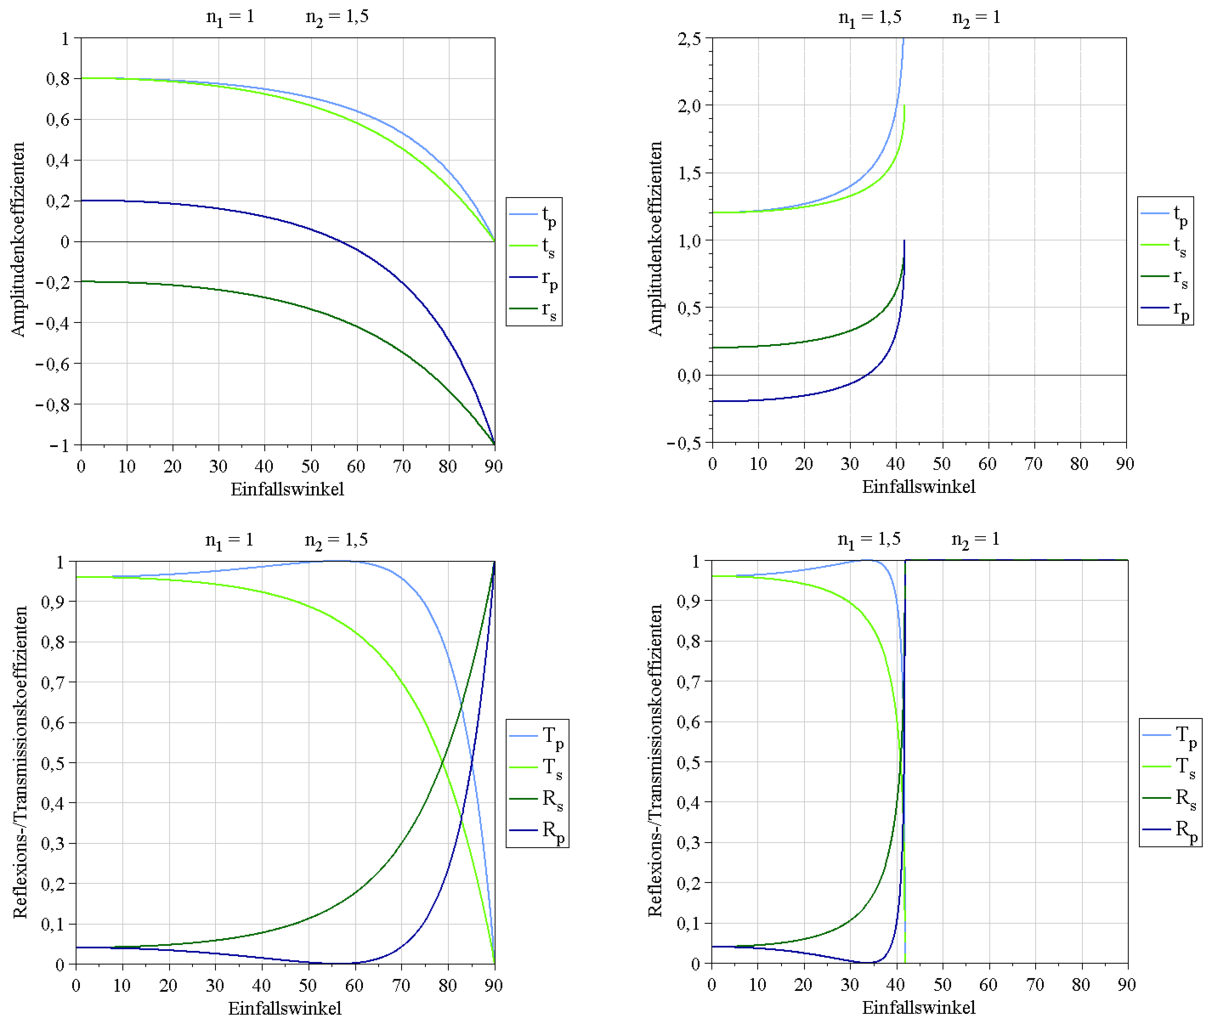 n1 = 1 n2 = 1,5
Amplitudenkoeffizienten
1
0,8
0,6
0,4
0,2
0
−0,2
−0,4
−0,6
−0,8
−1
0 10 20 30 40 50 60 70 80 90
Einfallswinkel
tp
ts
rp
rs
n1 = 1,5 n2 = 1
Amplitudenkoeffizienten
2,5
2,0
1,5
1,0
0,5
0,0
−0,5
0 10 20 30 40 50 60 70 80 90
Einfallswinkel
tp
ts
rs
rp
n1 = 1 n2 = 1,5
Reflexions-/Transmissionskoeffizienten
1
0,9
0,8
0,7
0,6
0,5
0,4
0,3
0,2
0,1
0
0 10 20 30 40 50 60 70 80 90
Einfallswinkel
Tp
Ts
Rs
Rp
n1 = 1,5 n2 = 1
Reflexions-/Transmissionskoeffizienten
1
0,9
0,8
0,7
0,6
0,5
0,4
0,3
0,2
0,1
0
0 10 20 30 40 50 60 70 80 90
Einfallswinkel
Tp
Ts
Rs
Rp